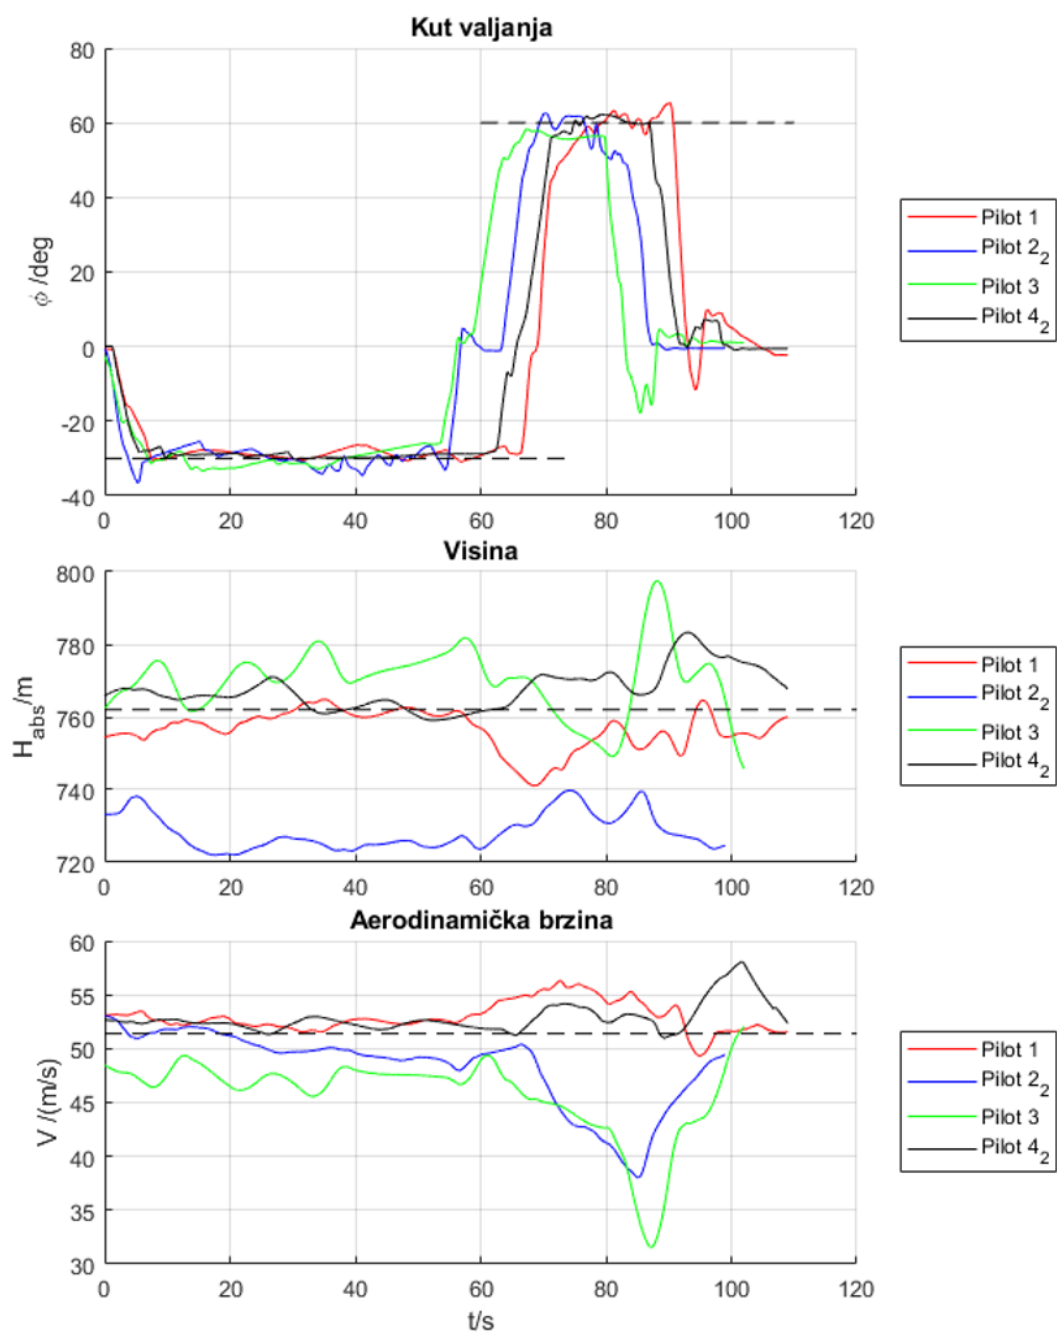 Kut valjanja
80
60
40
20
0
-20
-40
ϕ /deg
0 20 40 60 80 100 120
Pilot 1
Pilot 2₂
Pilot 3
Pilot 4₂
Visina
800
780
760
740
720
H_abs/m
0 20 40 60 80 100 120
Pilot 1
Pilot 2₂
Pilot 3
Pilot 4₂
Aerodinamička brzina
60
55
50
45
40
35
30
V /(m/s)
0 20 40 60 80 100 120
t/s
Pilot 1
Pilot 2₂
Pilot 3
Pilot 4₂